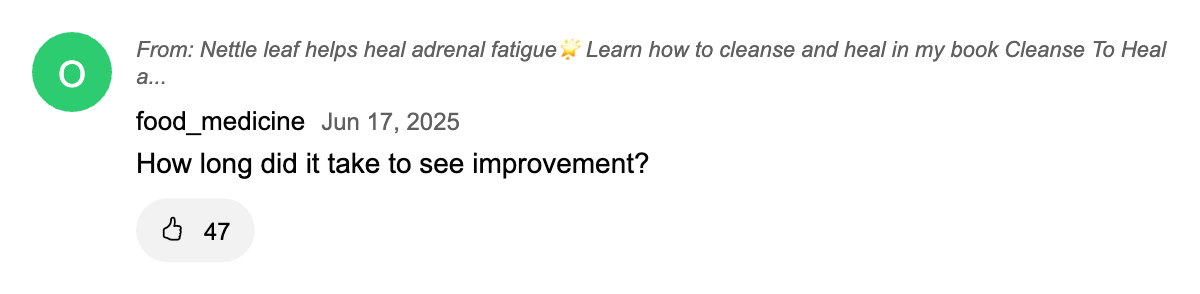 O
From: Nettle leaf helps heal adrenal fatigue🌟 Learn how to cleanse and heal in my book Cleanse To Heal
a...
food_medicine Jun 17, 2025
How long did it take to see improvement?
47